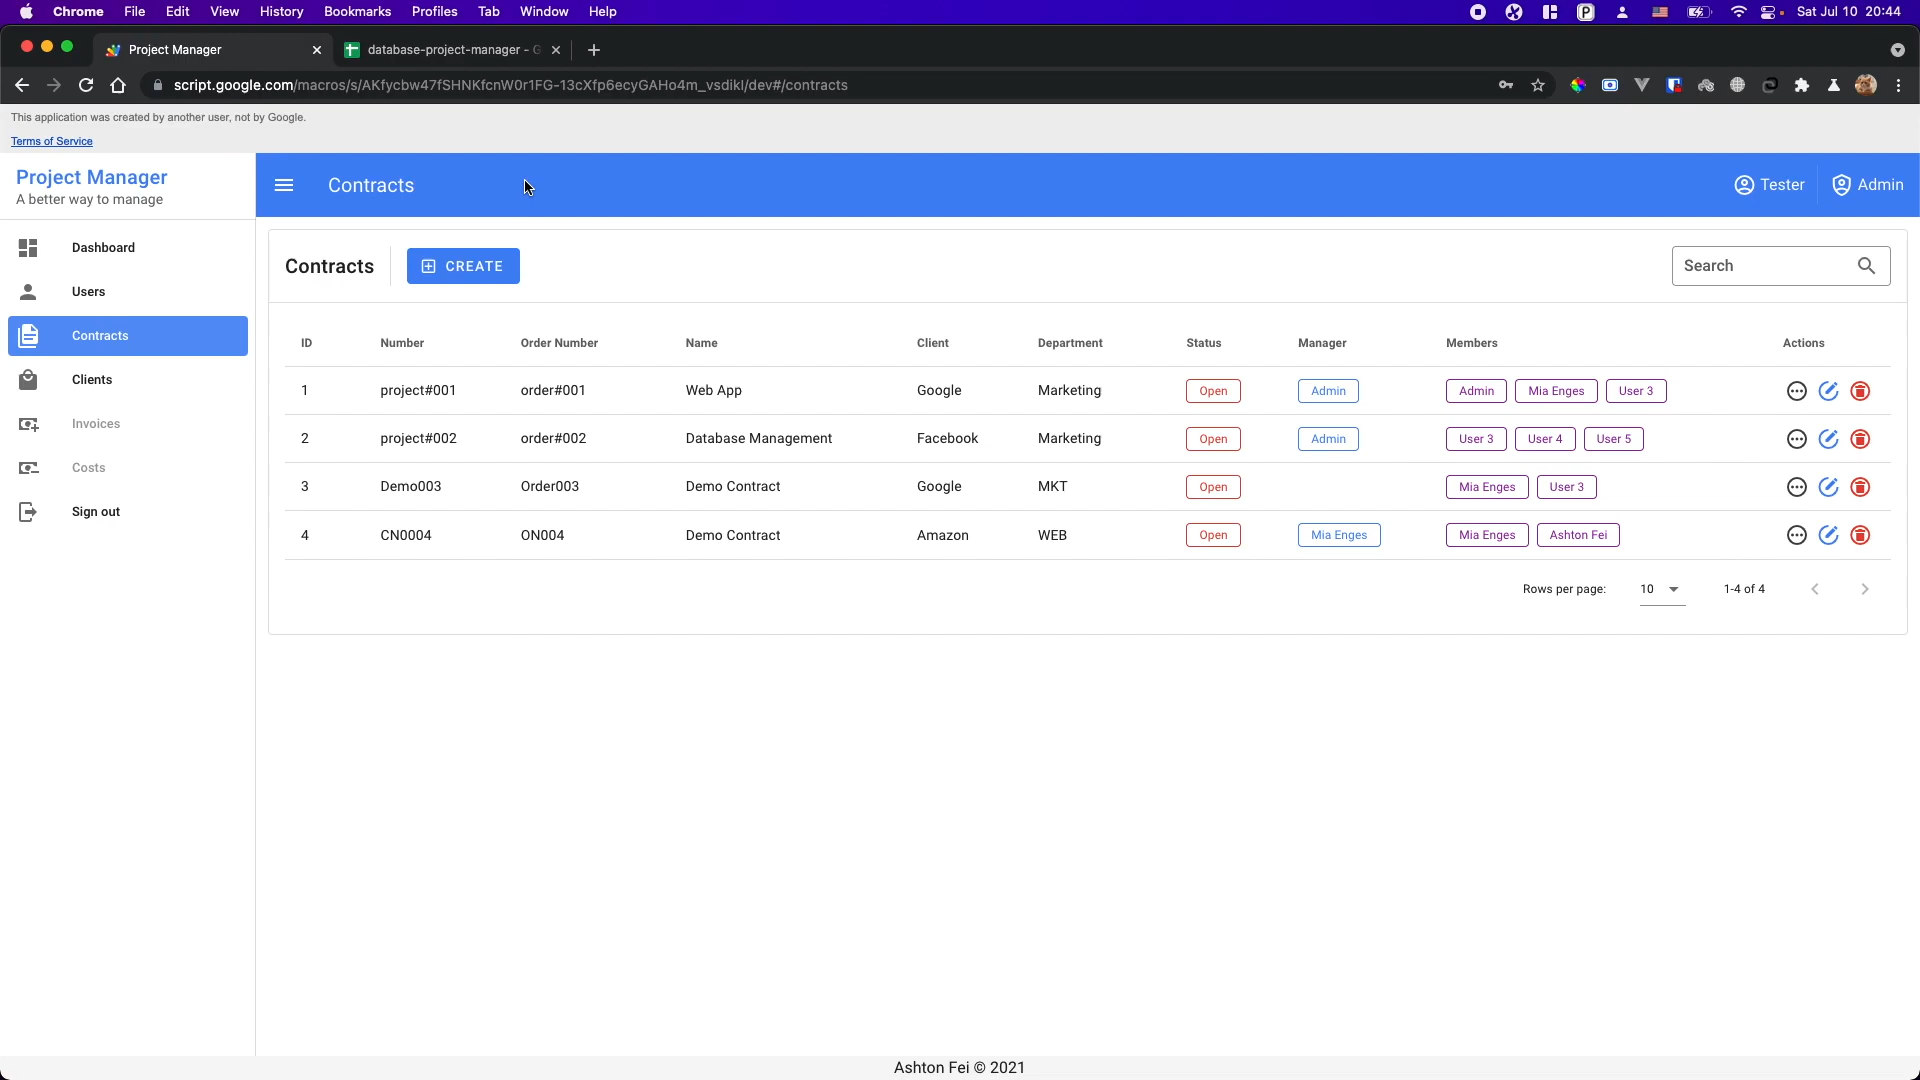 Chrome File Edit View History Bookmarks Profiles Tab Window Help Sat Jul 10 20:44
Project Manager database-project-manager - G
script.google.com/macros/s/AKfycbw47fSHNKfcnW0r1FG-13cXfp6ecyGAHo4m_vsdikl/dev#/contracts
This application was created by another user, not by Google.
Terms of Service
Project Manager
A better way to manage
Contracts
Tester
Admin
Dashboard
Users
Contracts
Clients
Invoices
Costs
Sign out
Contracts CREATE Search
ID Number Order Number Name Client Department Status Manager Members Actions
1 project#001 order#001 Web App Google Marketing Open Admin Admin Mia Enges User 3
2 project#002 order#002 Database Management Facebook Marketing Open Admin User 3 User 4 User 5
3 Demo003 Order003 Demo Contract Google MKT Open Mia Enges User 3
4 CN0004 ON004 Demo Contract Amazon WEB Open Mia Enges Mia Enges Ashton Fei
Rows per page: 10 1-4 of 4
Ashton Fei © 2021